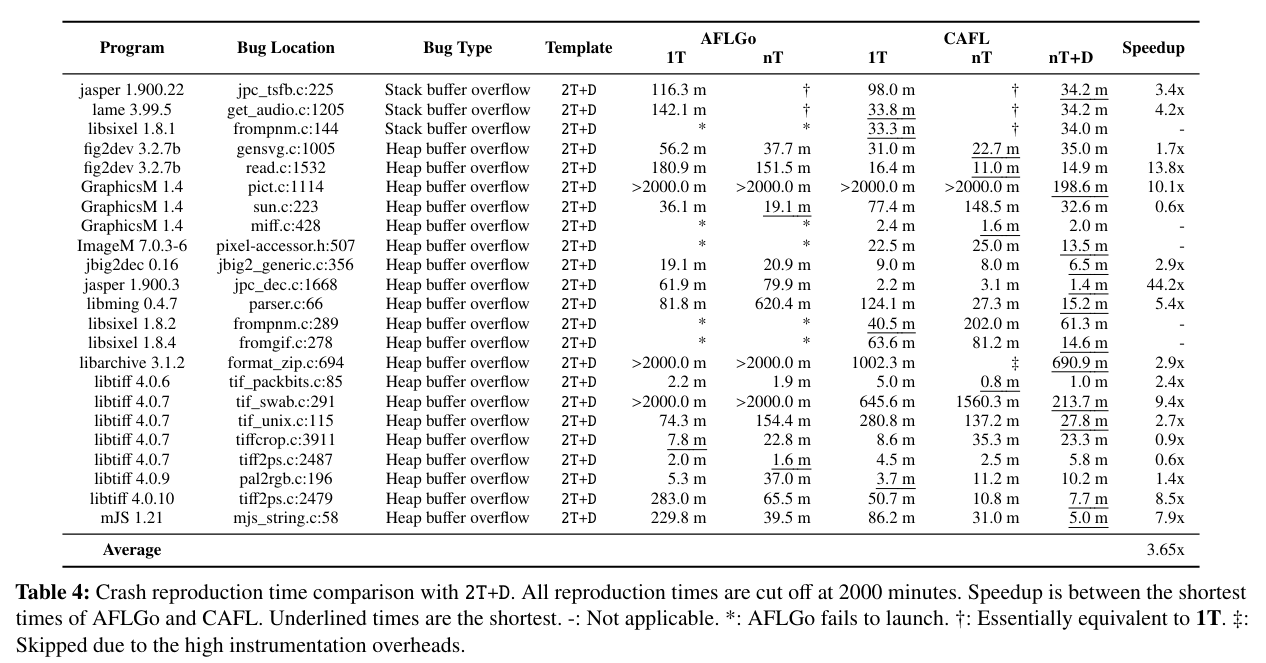 Program Bug Location Bug Type Template AFLGo CAFL Speedup
1T nT 1T nT nT+D
jasper 1.900.22 jpc_tsfb.c:225 Stack buffer overflow 2T+D 116.3 m † 98.0 m † 34.2 m 3.4x
lame 3.99.5 get_audio.c:1205 Stack buffer overflow 2T+D 142.1 m † 33.8 m † 34.2 m 4.2x
libsixel 1.8.1 frompnm.c:144 Stack buffer overflow 2T+D * * 33.3 m † 34.0 m -
fig2dev 3.2.7b gensvg.c:1005 Heap buffer overflow 2T+D 56.2 m 37.7 m 31.0 m 22.7 m 35.0 m 1.7x
fig2dev 3.2.7b read.c:1532 Heap buffer overflow 2T+D 180.9 m 151.5 m 16.4 m 11.0 m 14.9 m 13.8x
GraphicsM 1.4 pict.c:1114 Heap buffer overflow 2T+D >2000.0 m >2000.0 m >2000.0 m >2000.0 m 198.6 m 10.1x
GraphicsM 1.4 sun.c:223 Heap buffer overflow 2T+D 36.1 m 19.1 m 77.4 m 148.5 m 32.6 m 0.6x
GraphicsM 1.4 miff.c:428 Heap buffer overflow 2T+D * * 2.4 m 1.6 m 2.0 m -
ImageM 7.0.3-6 pixel-accessor.h:507 Heap buffer overflow 2T+D * * 22.5 m 25.0 m 13.5 m -
jbig2dec 0.16 jbig2_generic.c:356 Heap buffer overflow 2T+D 19.1 m 20.9 m 9.0 m 8.0 m 6.5 m 2.9x
jasper 1.900.3 jpc_dec.c:1668 Heap buffer overflow 2T+D 61.9 m 79.9 m 2.2 m 3.1 m 1.4 m 44.2x
libming 0.4.7 parser.c:66 Heap buffer overflow 2T+D 81.8 m 620.4 m 124.1 m 27.3 m 15.2 m 5.4x
libsixel 1.8.2 frompnm.c:289 Heap buffer overflow 2T+D * * 40.5 m 202.0 m 61.3 m -
libsixel 1.8.4 fromgif.c:278 Heap buffer overflow 2T+D * * 63.6 m 81.2 m 14.6 m -
libarchive 3.1.2 format_zip.c:694 Heap buffer overflow 2T+D >2000.0 m >2000.0 m 1002.3 m ‡ 690.9 m 2.9x
libtiff 4.0.6 tif_packbits.c:85 Heap buffer overflow 2T+D 2.2 m 1.9 m 5.0 m 0.8 m 1.0 m 2.4x
libtiff 4.0.7 tif_swab.c:291 Heap buffer overflow 2T+D >2000.0 m >2000.0 m 645.6 m 1560.3 m 213.7 m 9.4x
libtiff 4.0.7 tif_unix.c:115 Heap buffer overflow 2T+D 74.3 m 154.4 m 280.8 m 137.2 m 27.8 m 2.7x
libtiff 4.0.7 tiffcrop.c:3911 Heap buffer overflow 2T+D 7.8 m 22.8 m 8.6 m 35.3 m 23.3 m 0.9x
libtiff 4.0.7 tiff2ps.c:2487 Heap buffer overflow 2T+D 2.0 m 1.6 m 4.5 m 2.5 m 5.8 m 0.6x
libtiff 4.0.9 pal2rgb.c:196 Heap buffer overflow 2T+D 5.3 m 37.0 m 3.7 m 11.2 m 10.2 m 1.4x
libtiff 4.0.10 tiff2ps.c:2479 Heap buffer overflow 2T+D 283.0 m 65.5 m 50.7 m 10.8 m 7.7 m 8.5x
mJS 1.21 mjs_string.c:58 Heap buffer overflow 2T+D 229.8 m 39.5 m 86.2 m 31.0 m 5.0 m 7.9x
Average 3.65x
Table 4: Crash reproduction time comparison with 2T+D. All reproduction times are cut off at 2000 minutes. Speedup is between the shortest
times of AFLGo and CAFL. Underlined times are the shortest. -: Not applicable. *: AFLGo fails to launch. †: Essentially equivalent to 1T. ‡:
Skipped due to the high instrumentation overheads.